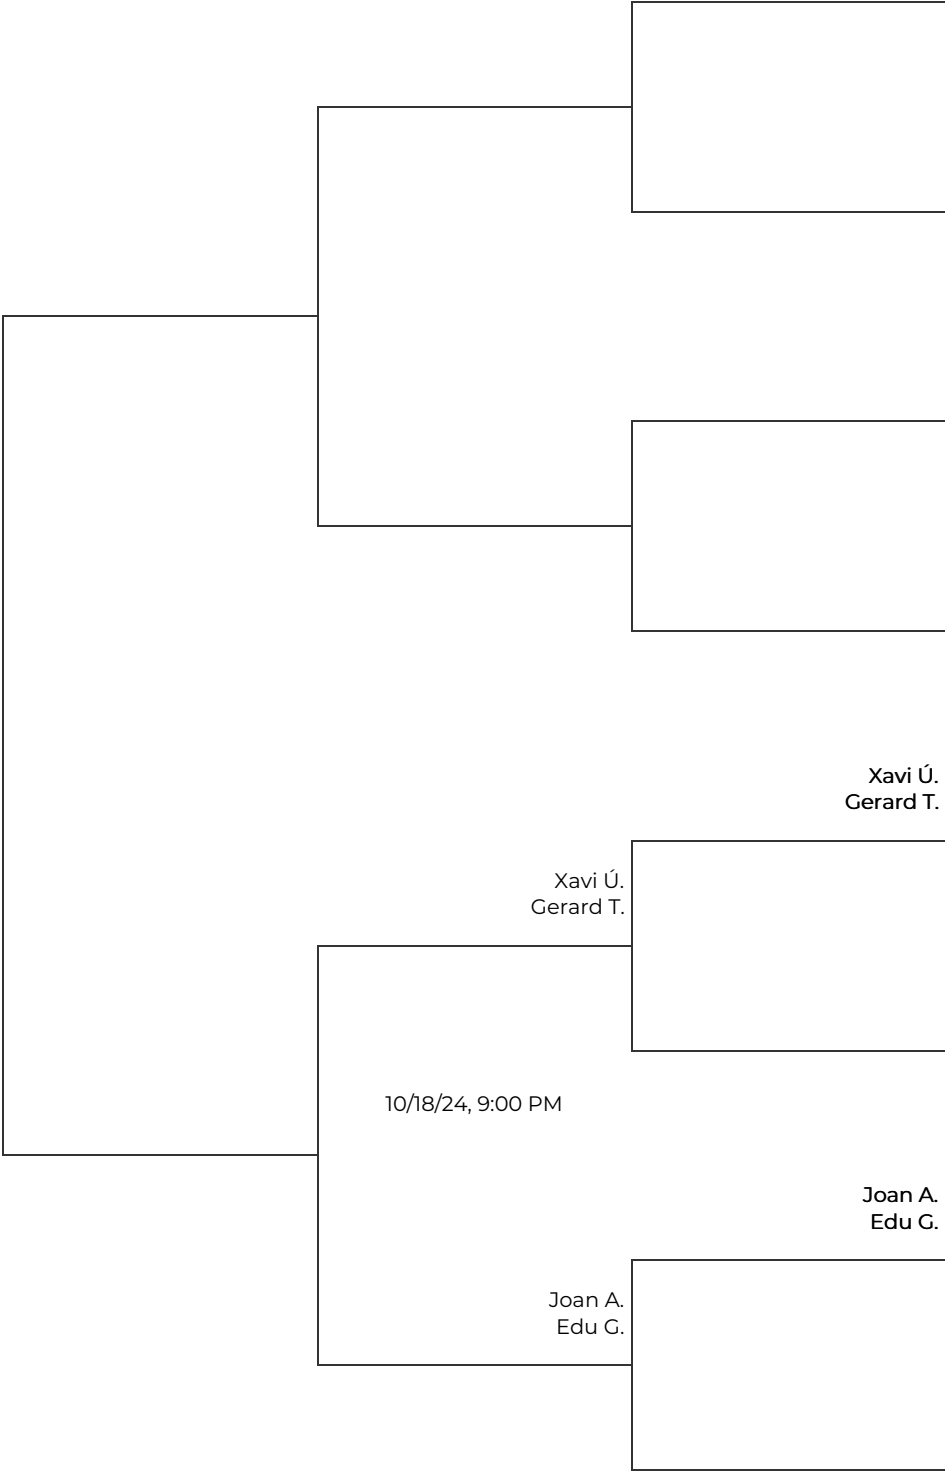 Xavi Ú.
Gerard T.
Xavi Ú.
Gerard T.
10/18/24, 9:00 PM
Joan A.
Edu G.
Joan A.
Edu G.